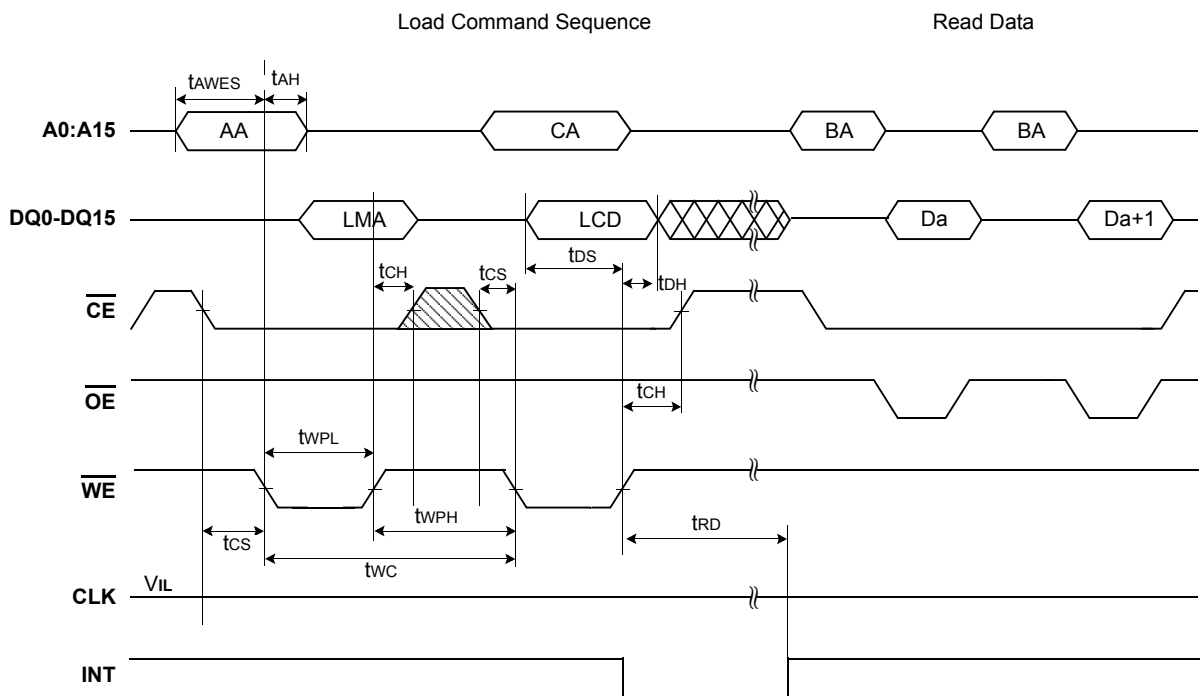 Load Command Sequence Read Data
tAWES tAH
A0:A15 AA CA BA BA
DQ0-DQ15 LMA LCD Da Da+1
tCH tCS tDS tDH
CE
OE tCH
tWPL
WE
tWPH tRD
tCS
tWC
VIL
CLK
INT